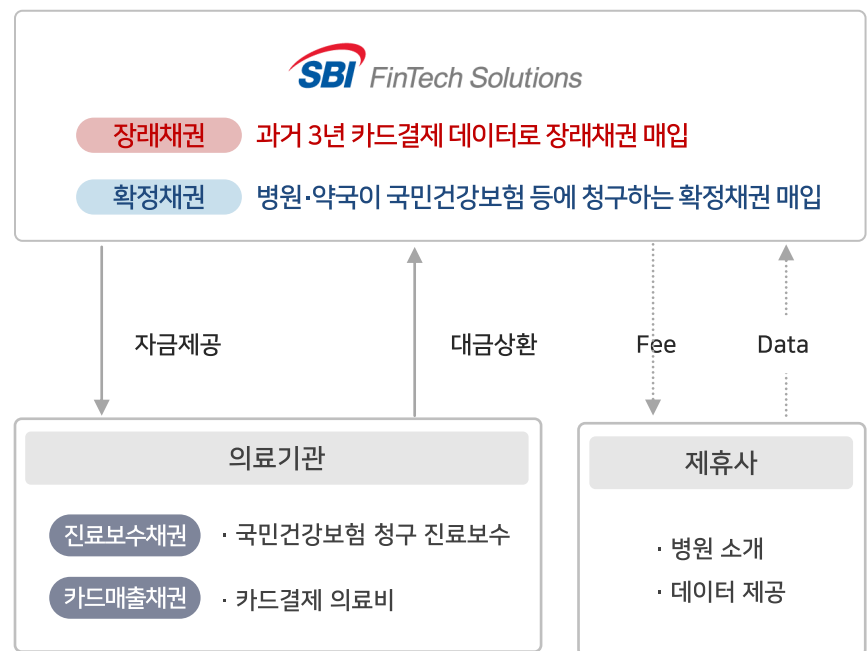 SBI FinTech Solutions
장래채권 과거 3년 카드결제 데이터로 장래채권 매입
확정채권 병원·약국이 국민건강보험 등에 청구하는 확정채권 매입
자금제공 대금상환 Fee Data
의료기관
진료보수채권 · 국민건강보험 청구 진료보수
카드매출채권 · 카드결제 의료비
제휴사
· 병원 소개
· 데이터 제공